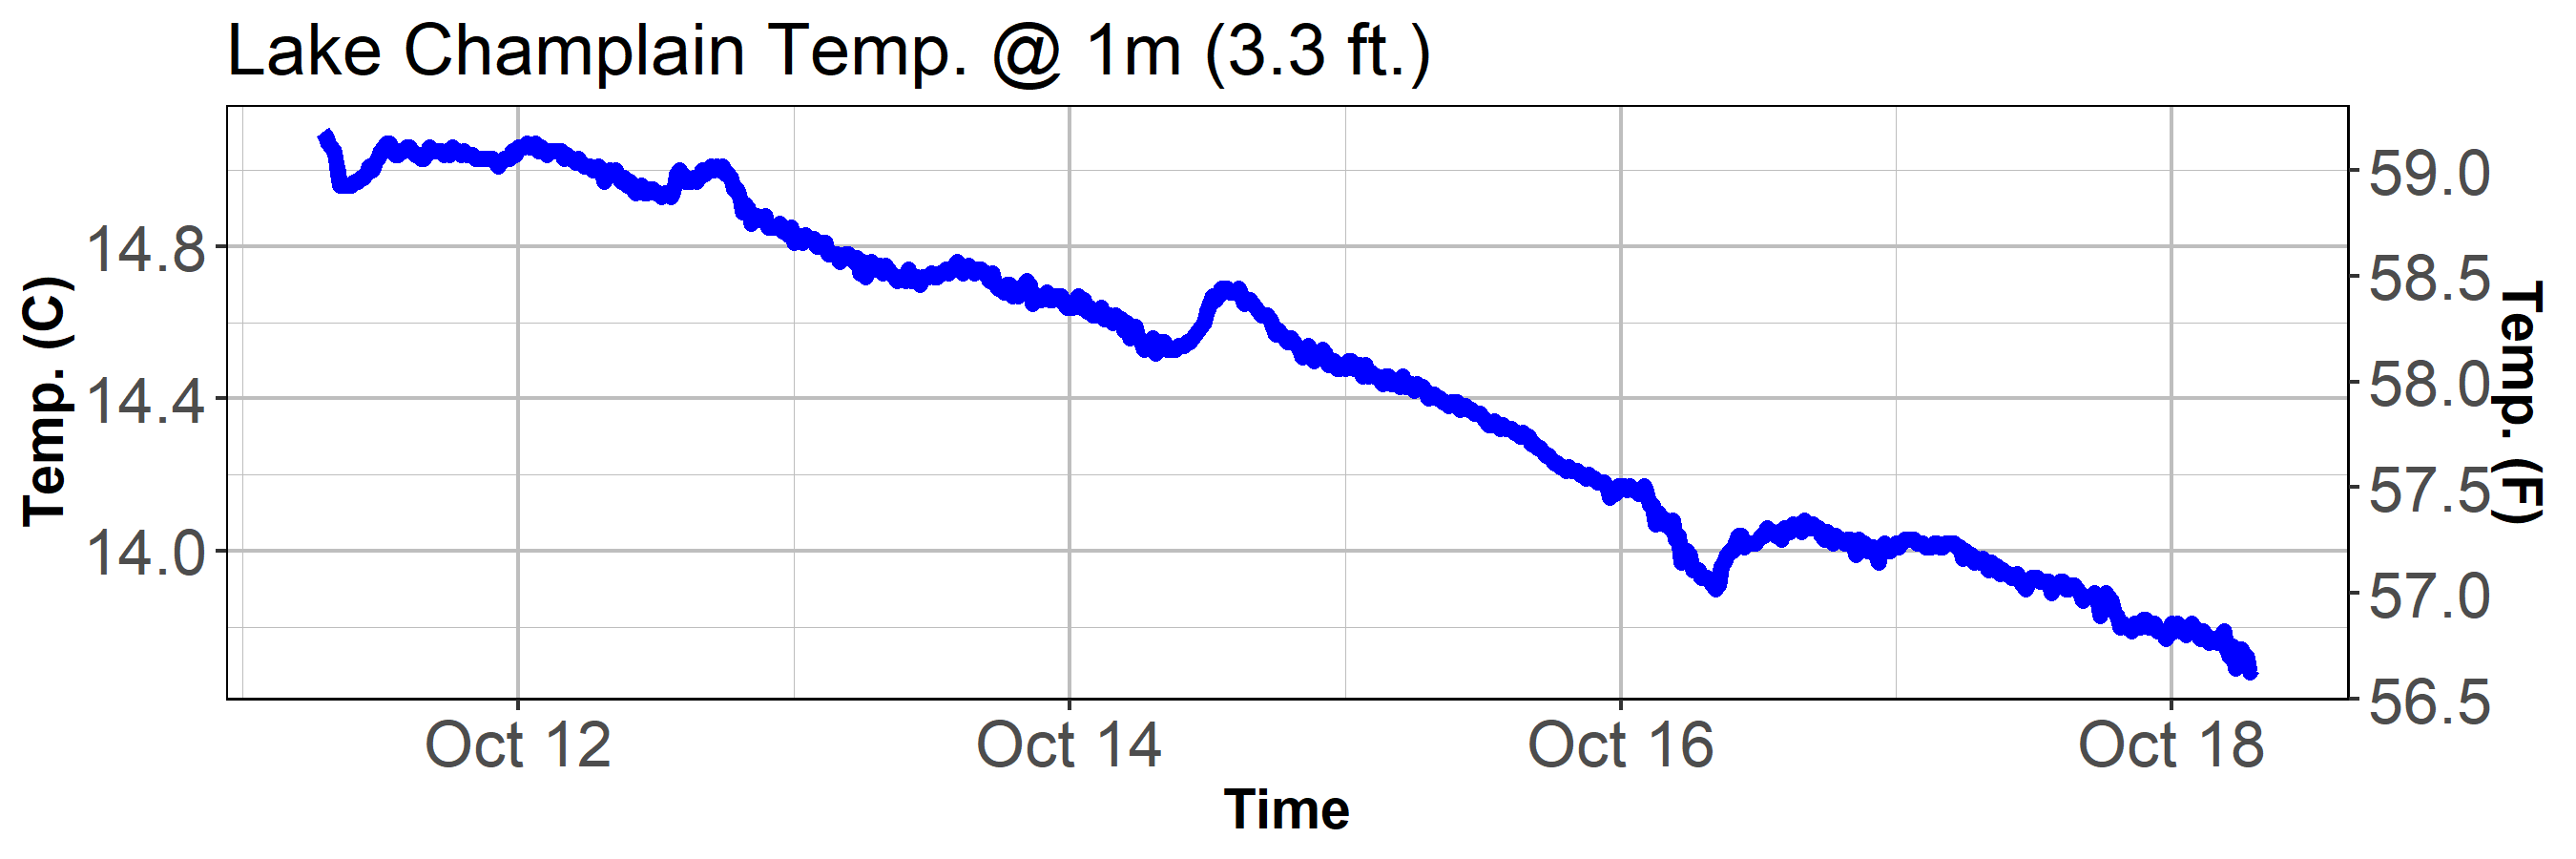 Lake Champlain Temp. @ 1m (3.3 ft.)
Temp. (C)
14.8
14.4
14.0
59.0
58.5
58.0
57.5
57.0
56.5
Temp. (F)
Oct 12 Oct 14 Oct 16 Oct 18
Time